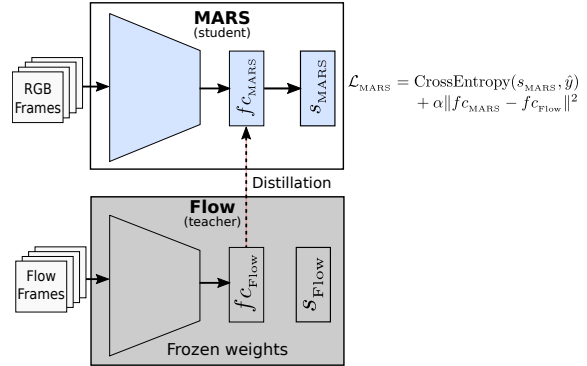 MARS
(student)
RGB
Frames
fc_MARS
s_MARS
ℒ_MARS = CrossEntropy(s_MARS, ŷ)
+ α‖fc_MARS − fc_Flow‖²
Distillation
Flow
(teacher)
Flow
Frames
fc_Flow
s_Flow
Frozen weights